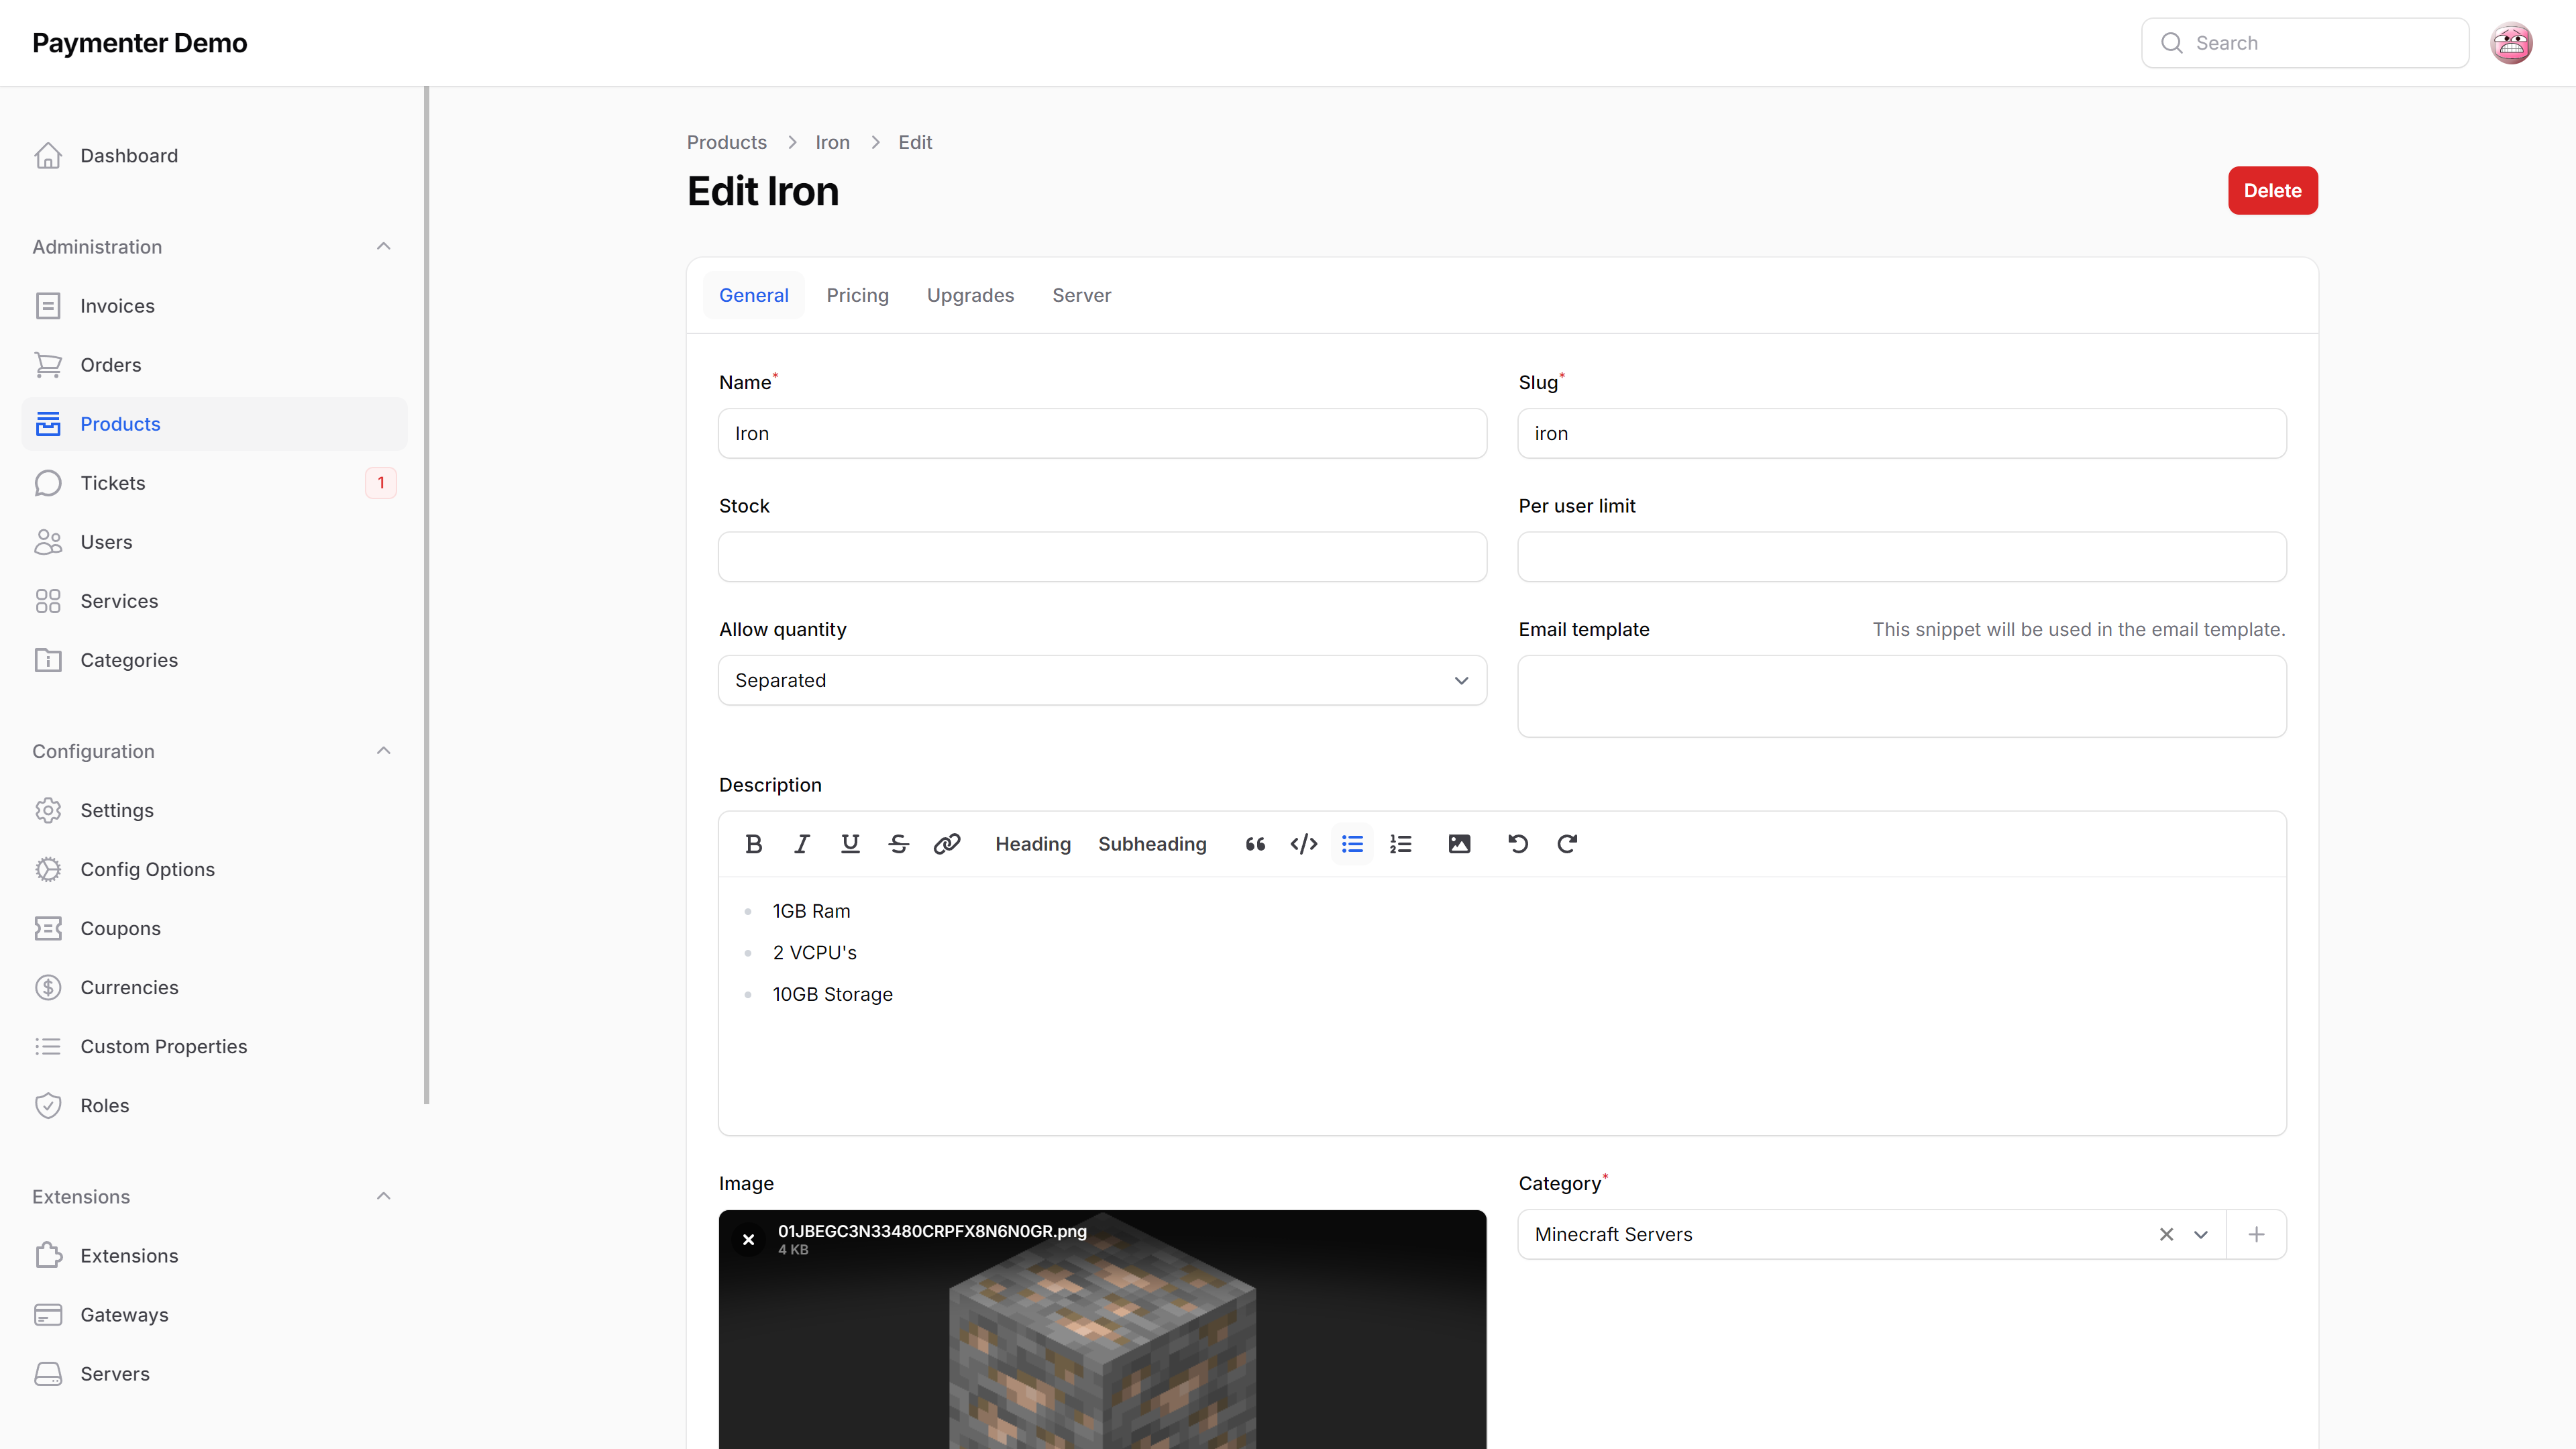 Paymenter Demo
Search
Dashboard
Administration
Invoices
Orders
Products
Tickets
1
Users
Services
Categories
Configuration
Settings
Config Options
Coupons
Currencies
Custom Properties
Roles
Extensions
Extensions
Gateways
Servers
Products > Iron > Edit
Edit Iron
Delete
General Pricing Upgrades Server
Name*
Iron
Slug*
iron
Stock
Per user limit
Allow quantity
Separated
Email template
This snippet will be used in the email template.
Description
Heading Subheading
1GB Ram
2 VCPU's
10GB Storage
Image
01JBEGC3N33480CRPFX8N6N0GR.png
4 KB
Category*
Minecraft Servers